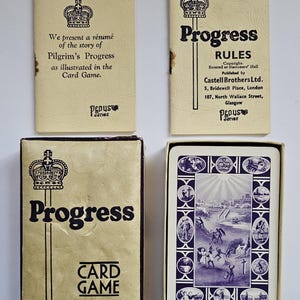 We present a résumé
of the story of
Pilgrim's Progress
as illustrated in the
Card Game.
Pepys
Series
Progress
RULES
Copyright.
Entered at Stationers' Hall
Published by
Castell Brothers Ltd.
5, Bridewell Place, London
107, North Wallace Street,
Glasgow
Pepys
Series
Progress
CARD
GAME